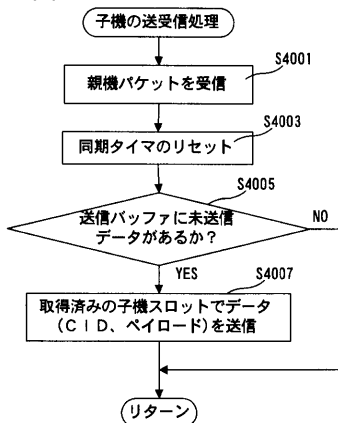 子機の送受信処理
S4001
親機パケットを受信
S4003
同期タイマのリセット
S4005
送信バッファに未送信
データがあるか？
NO
YES
S4007
取得済みの子機スロットでデータ
（ＣＩＤ、ペイロード）を送信
リターン